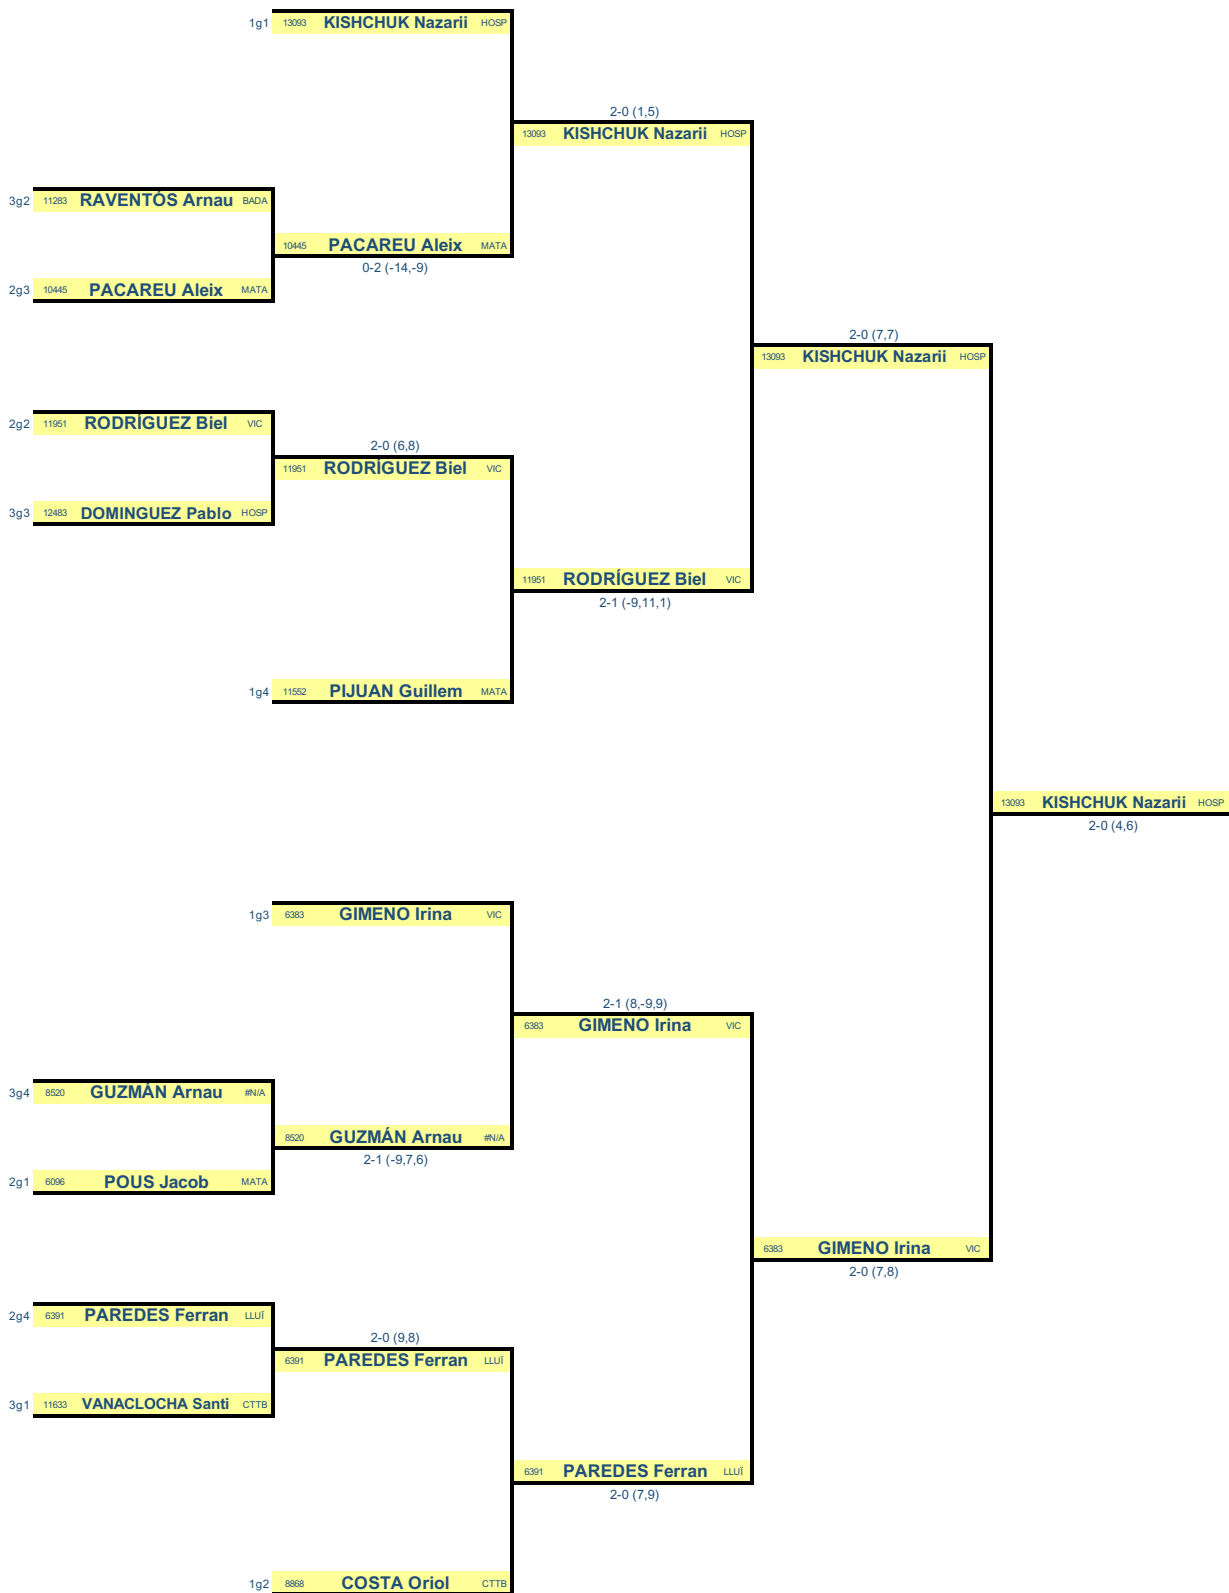 1g1 13093 KISHCHUK Nazarii HOSP
2-0 (1,5)
13093 KISHCHUK Nazarii HOSP
3g2 11283 RAVENTÓS Arnau BADA
10445 PACAREU Aleix MATA
0-2 (-14,-9)
2g3 10445 PACAREU Aleix MATA
2-0 (7,7)
13093 KISHCHUK Nazarii HOSP
2g2 11951 RODRÍGUEZ Biel VIC
2-0 (6,8)
11951 RODRÍGUEZ Biel VIC
3g3 12483 DOMINGUEZ Pablo HOSP
11951 RODRÍGUEZ Biel VIC
2-1 (-9,11,1)
1g4 11552 PIJUAN Guillem MATA
13093 KISHCHUK Nazarii HOSP
2-0 (4,6)
1g3 6383 GIMENO Irina VIC
2-1 (8,-9,9)
6383 GIMENO Irina VIC
3g4 8520 GUZMÁN Arnau #N/A
8520 GUZMÁN Arnau #N/A
2-1 (-9,7,6)
2g1 6096 POUS Jacob MATA
6383 GIMENO Irina VIC
2-0 (7,8)
2g4 6391 PAREDES Ferran LLUÏ
2-0 (9,8)
6391 PAREDES Ferran LLUÏ
3g1 11633 VANACLOCHA Santi CTTB
6391 PAREDES Ferran LLUÏ
2-0 (7,9)
1g2 8868 COSTA Oriol CTTB